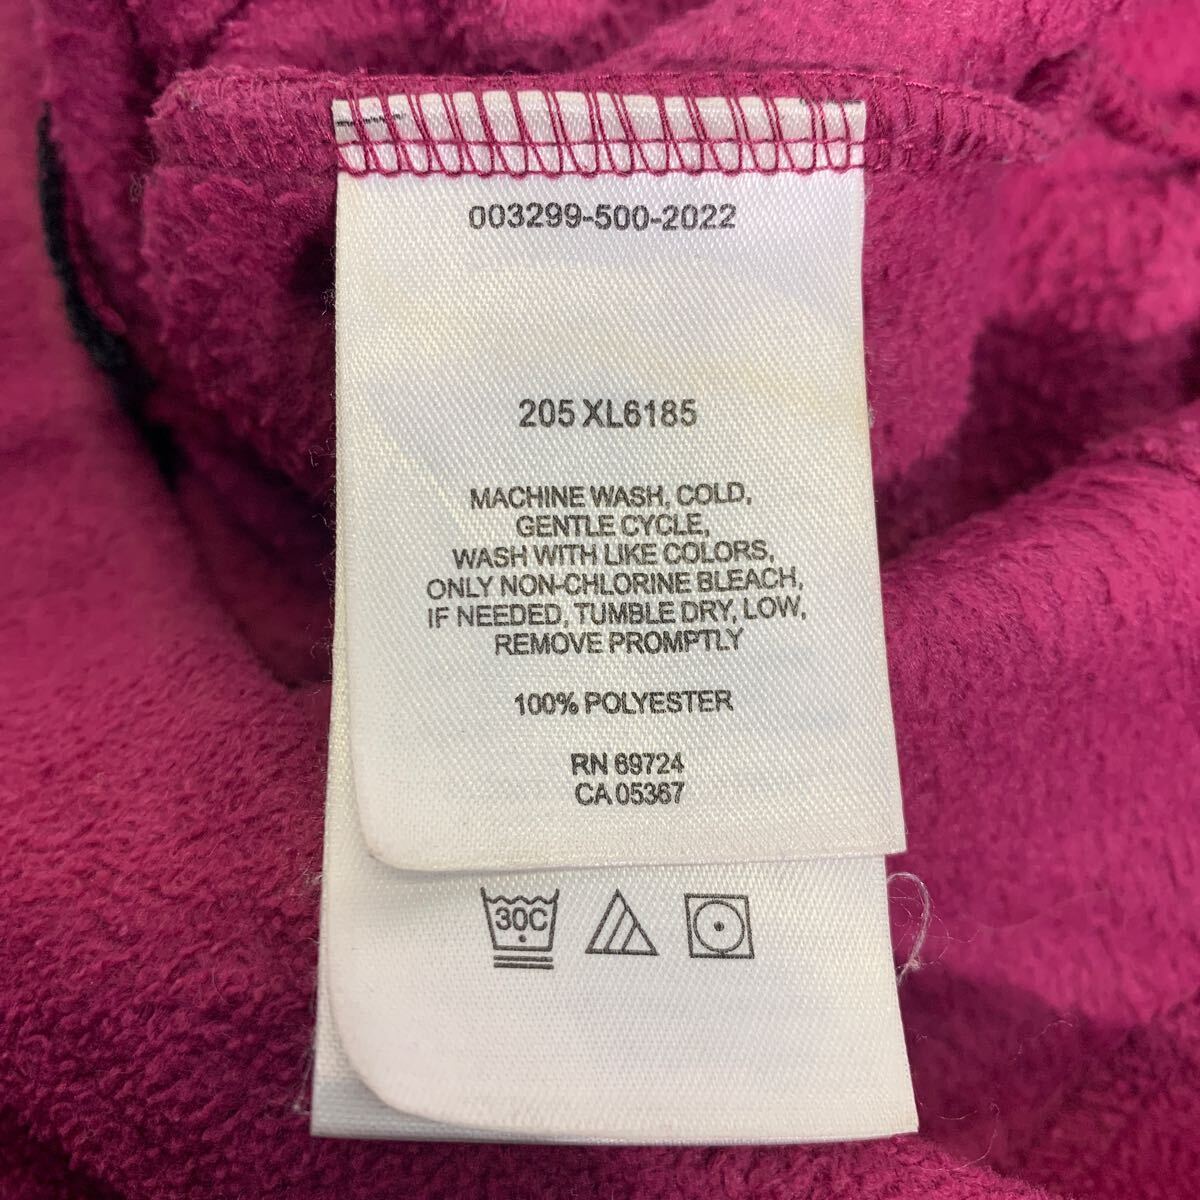 003299-500-2022
205 XL6185
MACHINE WASH, COLD,
GENTLE CYCLE,
WASH WITH LIKE COLORS,
ONLY NON-CHLORINE BLEACH,
IF NEEDED, TUMBLE DRY, LOW,
REMOVE PROMPTLY
100% POLYESTER
RN 69724
CA 05367
30C